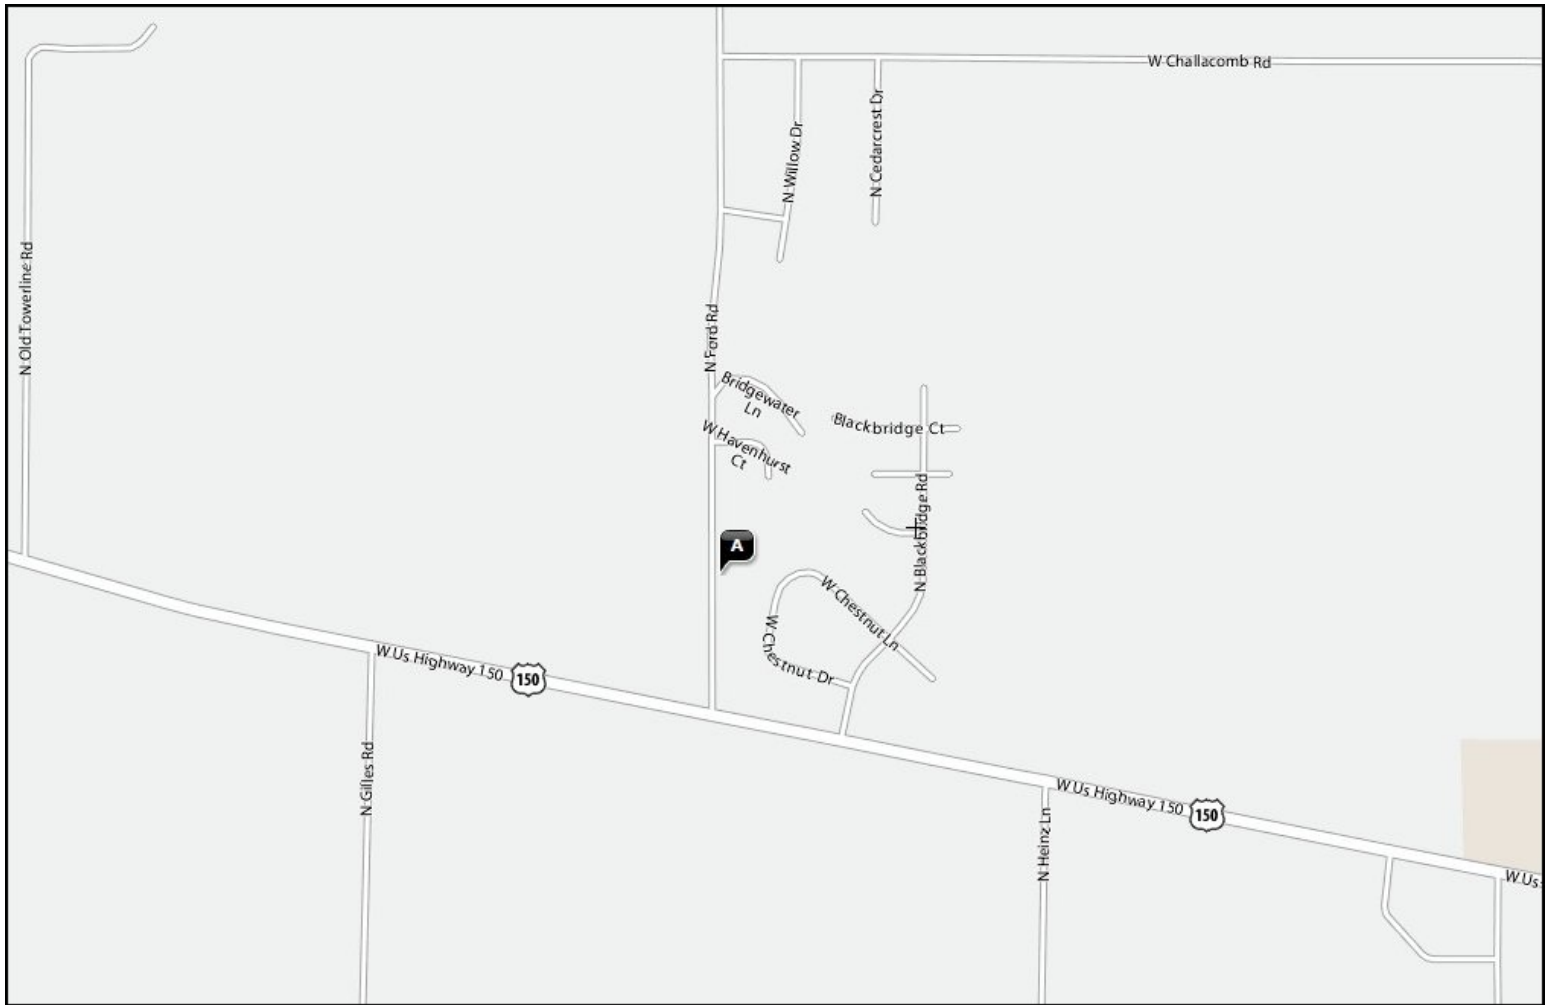 W Challacomb Rd
N Willow Dr
N Cedarcrest Dr
N Old Towerline Rd
N Ford Rd
Bridgewater
Ln
Blackbridge Ct
W Havenhurst
Ct
N Blackbridge Rd
A
W Chestnut Ln
W Chestnut Dr
W Us Highway 150
150
N Gilles Rd
W Us Highway 150
150
N Heinz Ln
W Us